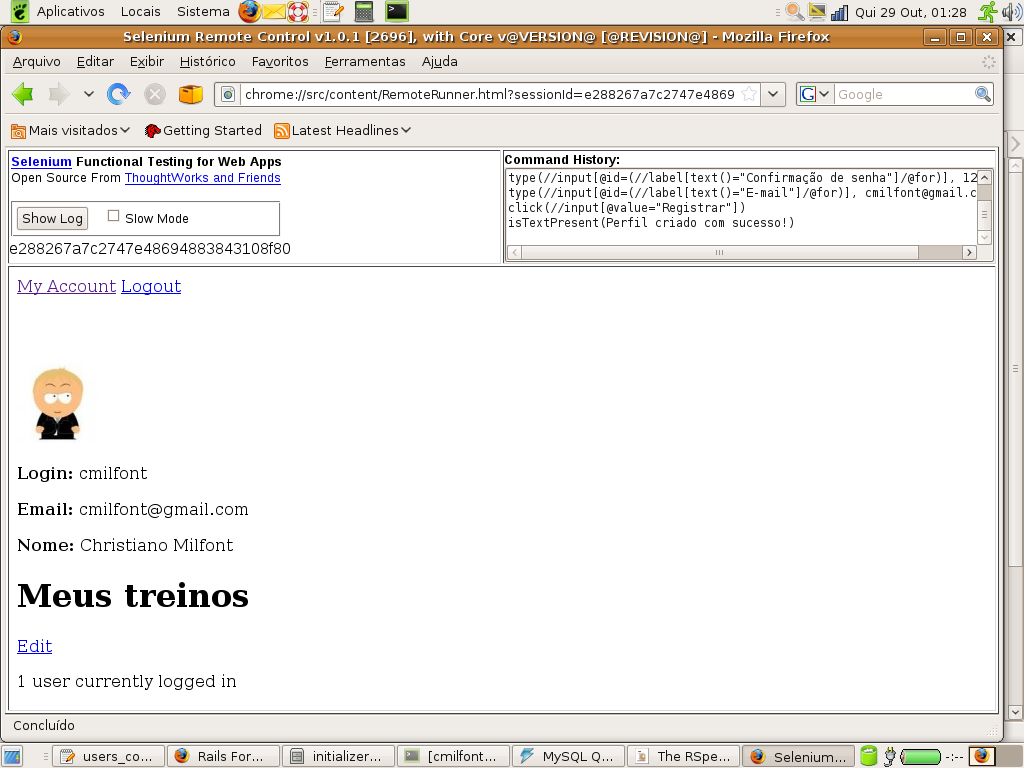 Aplicativos Locais Sistema Qui 29 Out, 01:28
Selenium Remote Control v1.0.1 [2696], with Core v@VERSION@ [@REVISION@] - Mozilla Firefox
Arquivo Editar Exibir Histórico Favoritos Ferramentas Ajuda
chrome://src/content/RemoteRunner.html?sessionId=e288267a7c2747e4869 G Google
Mais visitados Getting Started Latest Headlines
Selenium Functional Testing for Web Apps
Open Source From ThoughtWorks and Friends
Show Log Slow Mode
e288267a7c2747e48694883843108f80
Command History:
type(//input[@id=(//label[text()="Confirmação de senha"]/@for)], 12
type(//input[@id=(//label[text()="E-mail"]/@for)], cmilfont@gmail.c
click(//input[@value="Registrar"])
isTextPresent(Perfil criado com sucesso!)
My Account Logout
Login: cmilfont
Email: cmilfont@gmail.com
Nome: Christiano Milfont
Meus treinos
Edit
1 user currently logged in
Concluído
users_co... Rails For... initializer... [cmilfont... MySQL Q... The RSpe... Selenium... -:--